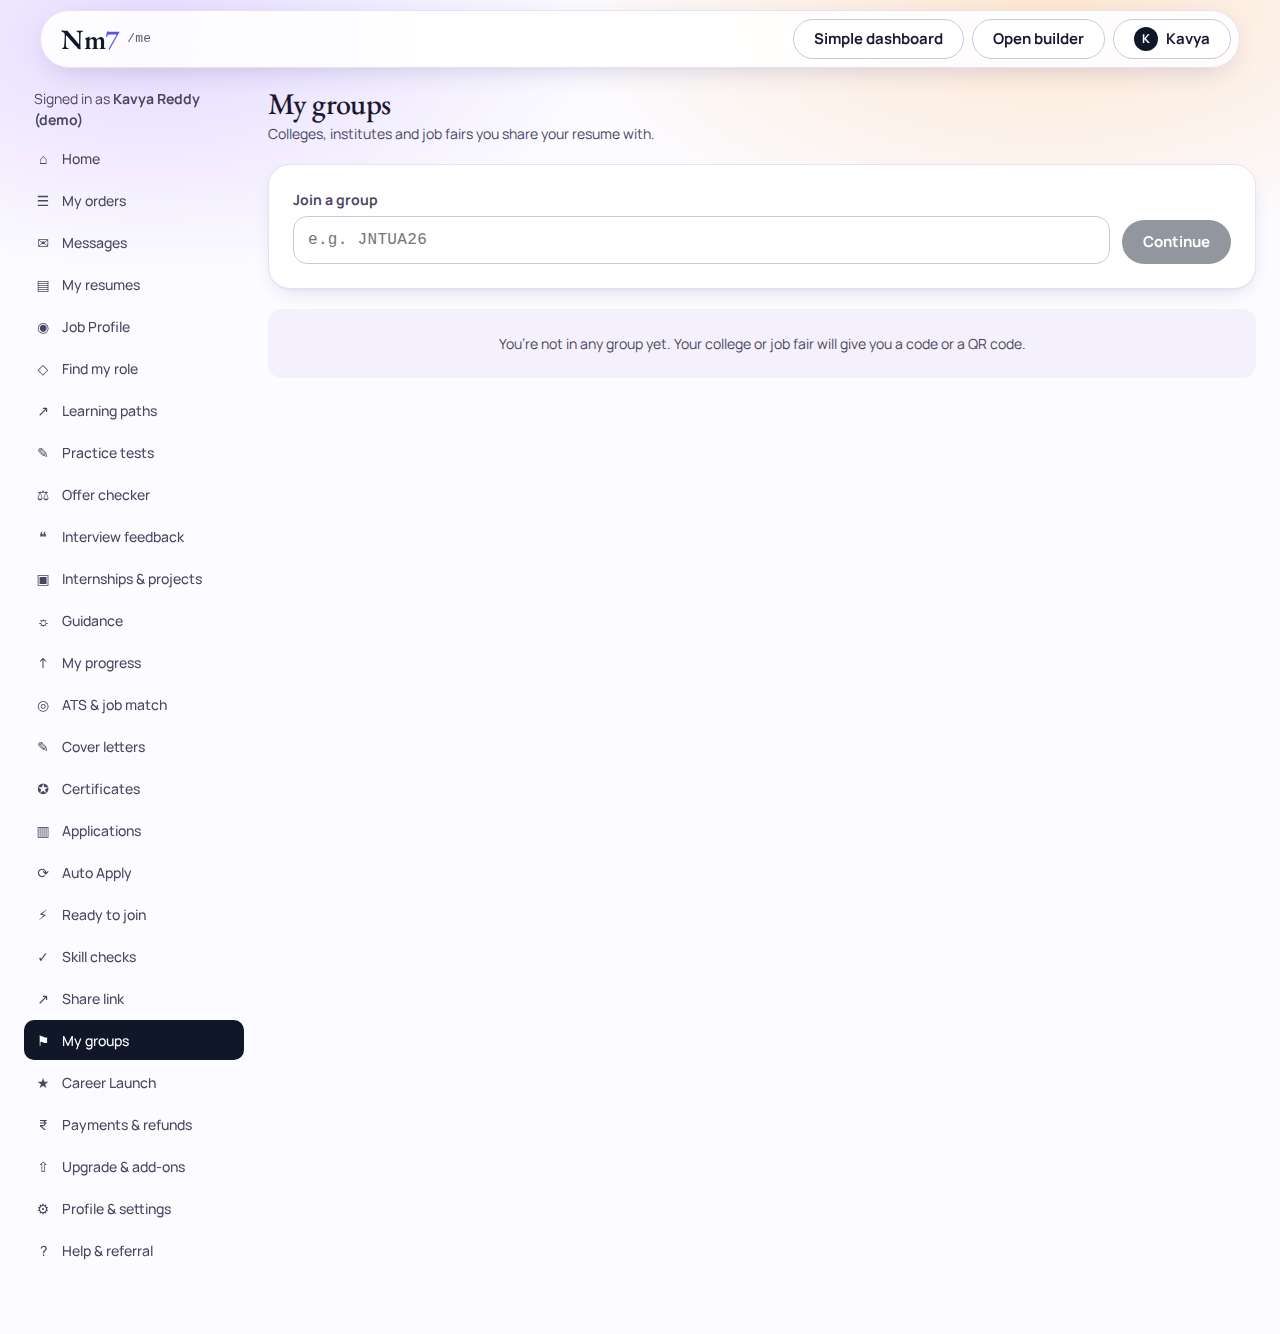 Nm7 /me
Simple dashboard
Open builder
K Kavya
Signed in as Kavya Reddy
(demo)
Home
My orders
Messages
My resumes
Job Profile
Find my role
Learning paths
Practice tests
Offer checker
Interview feedback
Internships & projects
Guidance
My progress
ATS & job match
Cover letters
Certificates
Applications
Auto Apply
Ready to join
Skill checks
Share link
My groups
Career Launch
₹ Payments & refunds
Upgrade & add-ons
Profile & settings
? Help & referral
My groups
Colleges, institutes and job fairs you share your resume with.
Join a group
e.g. JNTUA26
Continue
You're not in any group yet. Your college or job fair will give you a code or a QR code.